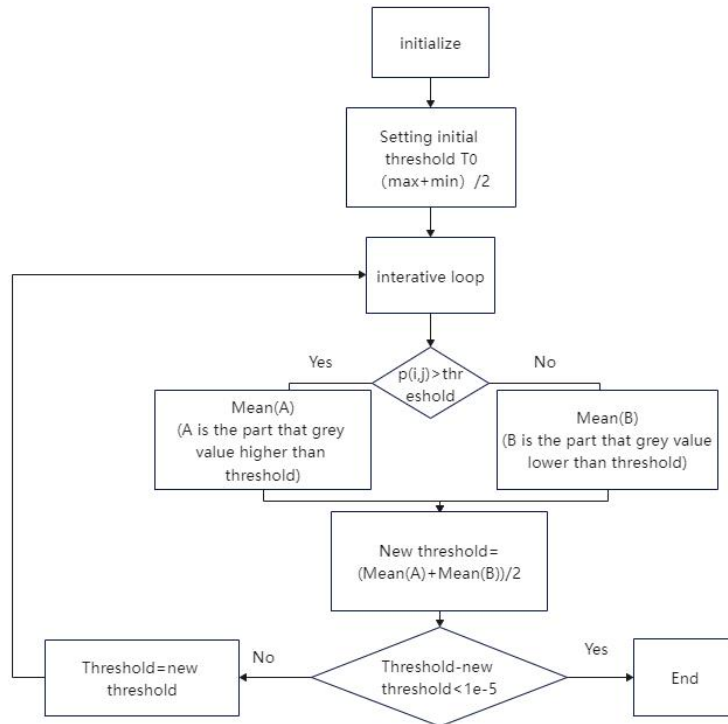 initialize
Setting initial
threshold T0
(max+min) /2
interative loop
Yes
p(i,j)>thr
eshold
No
Mean(A)
(A is the part that grey
value higher than
threshold)
Mean(B)
(B is the part that grey value
lower than threshold)
New threshold=
(Mean(A)+Mean(B))/2
Threshold=new
threshold
No
Threshold-new
threshold<1e-5
Yes
End